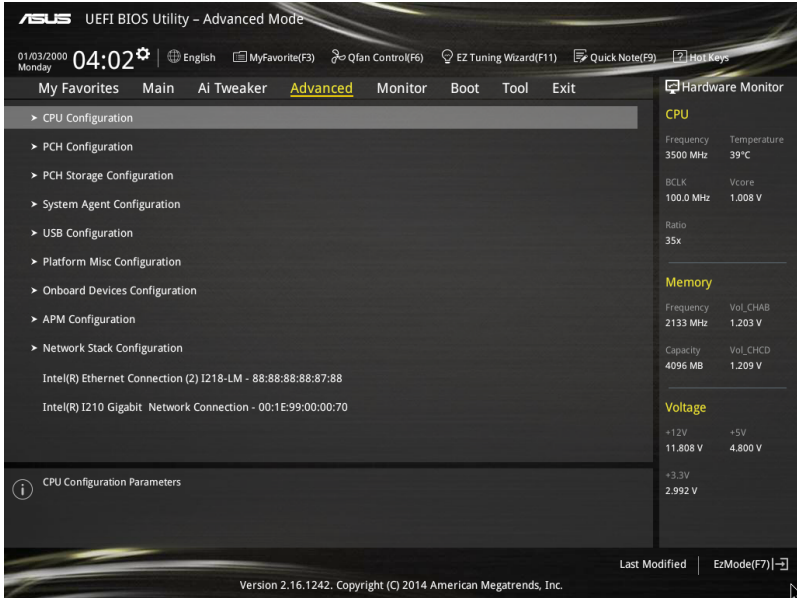 ASUS UEFI BIOS Utility – Advanced Mode
01/03/2000 Monday 04:02 English MyFavorite(F3) Qfan Control(F6) EZ Tuning Wizard(F11) Quick Note(F9) ? Hot Keys
My Favorites Main Ai Tweaker Advanced Monitor Boot Tool Exit
> CPU Configuration
> PCH Configuration
> PCH Storage Configuration
> System Agent Configuration
> USB Configuration
> Platform Misc Configuration
> Onboard Devices Configuration
> APM Configuration
> Network Stack Configuration
Intel(R) Ethernet Connection (2) I218-LM - 88:88:88:88:87:88
Intel(R) I210 Gigabit Network Connection - 00:1E:99:00:00:70
CPU Configuration Parameters
Hardware Monitor
CPU
Frequency Temperature
3500 MHz 39°C
BCLK Vcore
100.0 MHz 1.008 V
Ratio
35x
Memory
Frequency Vol_CHAB
2133 MHz 1.203 V
Capacity Vol_CHCD
4096 MB 1.209 V
Voltage
+12V +5V
11.808 V 4.800 V
+3.3V
2.992 V
Last Modified EzMode(F7)
Version 2.16.1242. Copyright (C) 2014 American Megatrends, Inc.